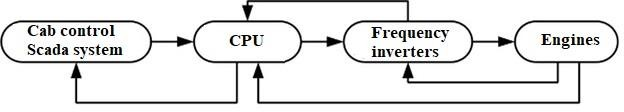 Cab control
Scada system
CPU
Frequency
inverters
Engines